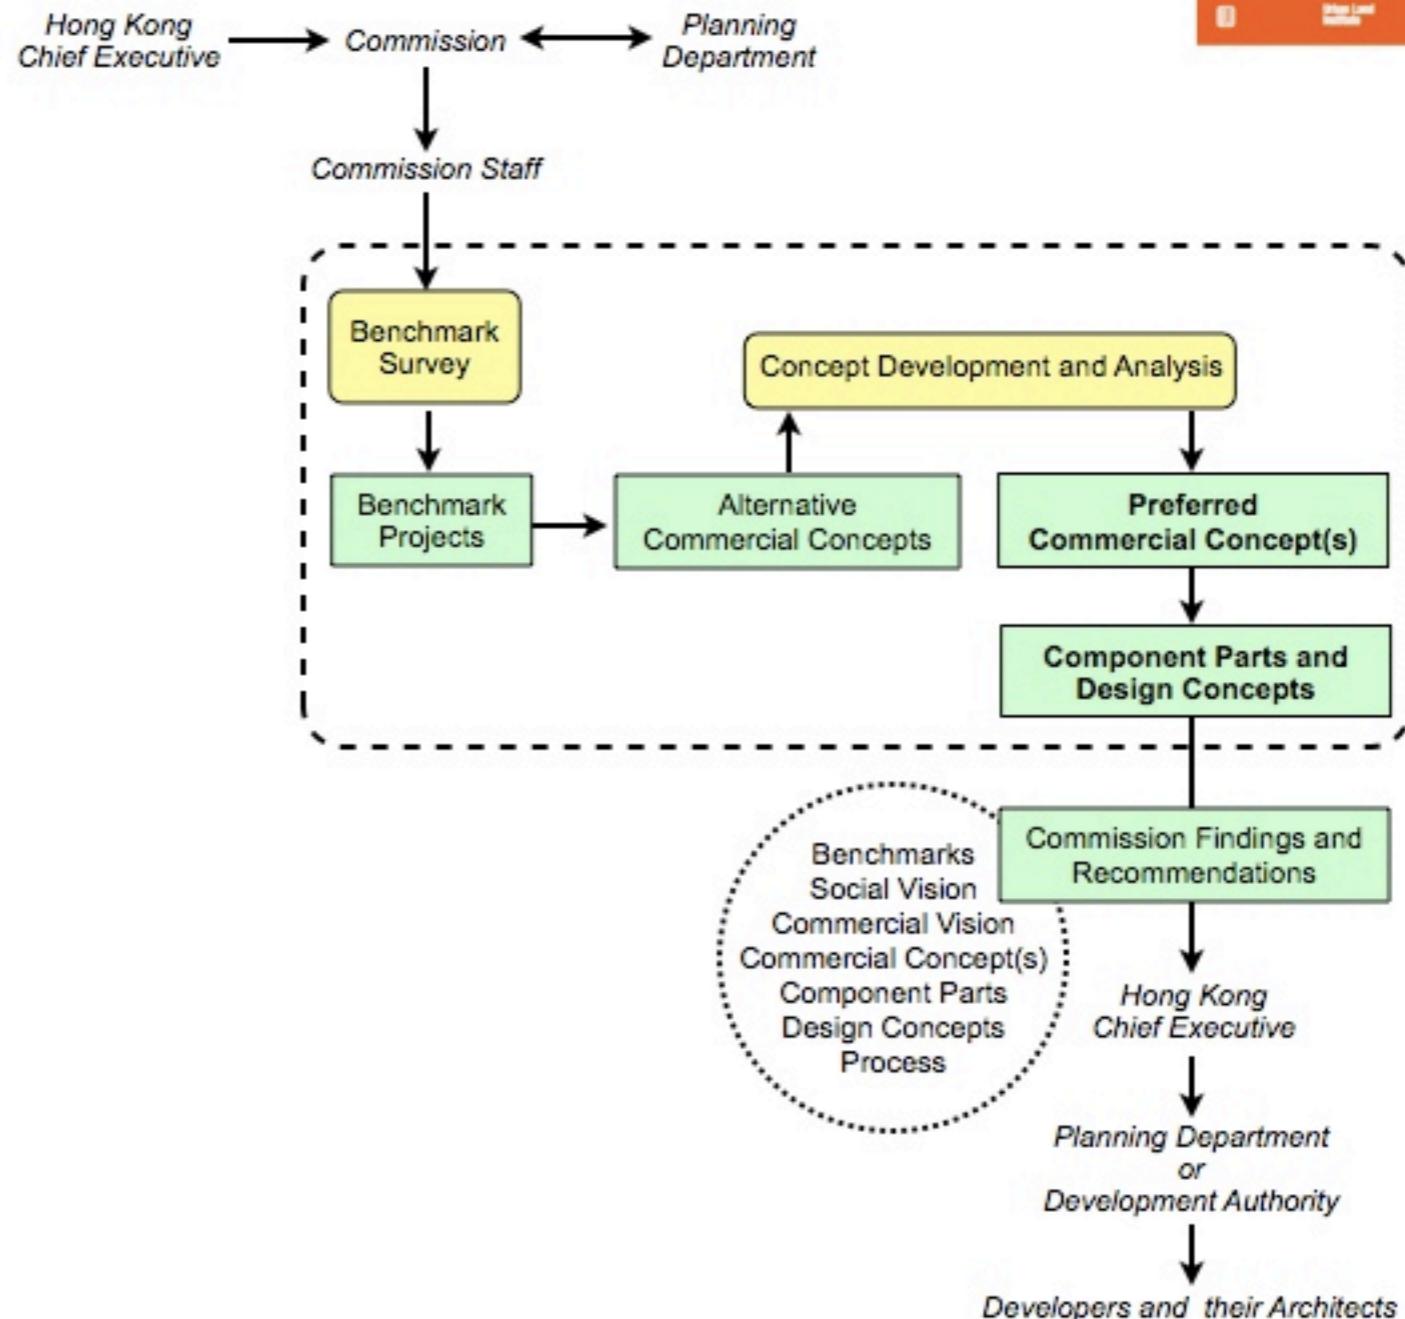 Urban Land
Institute
Hong Kong
Chief Executive
Commission
Planning
Department
Commission Staff
Benchmark
Survey
Concept Development and Analysis
Benchmark
Projects
Alternative
Commercial Concepts
Preferred
Commercial Concept(s)
Component Parts and
Design Concepts
Commission Findings and
Recommendations
Benchmarks
Social Vision
Commercial Vision
Commercial Concept(s)
Component Parts
Design Concepts
Process
Hong Kong
Chief Executive
Planning Department
or
Development Authority
Developers and their Architects